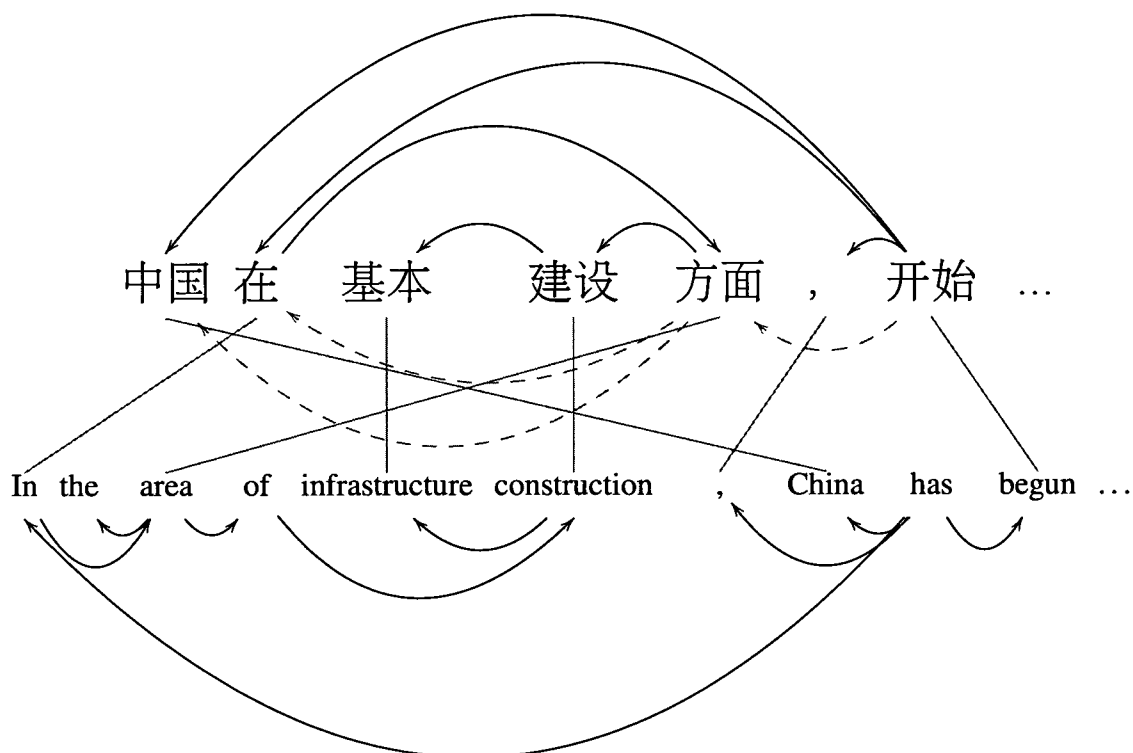 中国 在 基本 建设 方面 , 开始 ...
In the area of infrastructure construction , China has begun ...